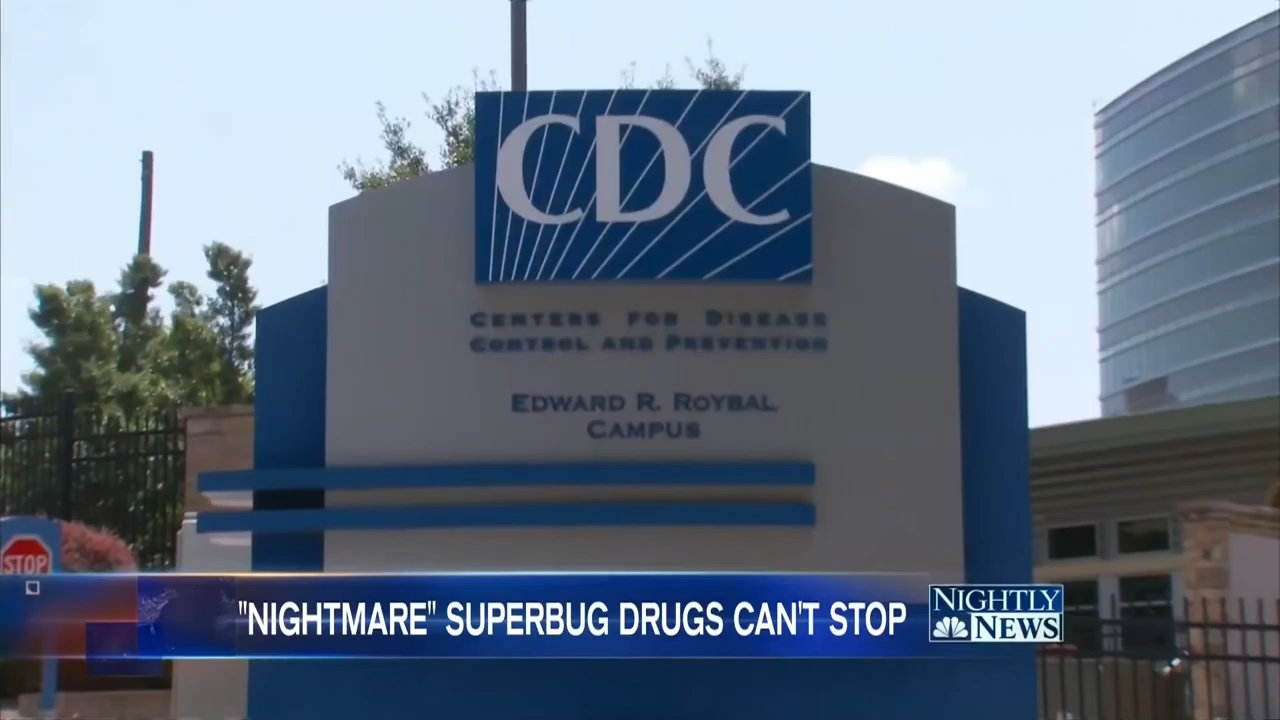 CDC
CENTERS FOR DISEASE
CONTROL AND PREVENTION
EDWARD R. ROYBAL
CAMPUS
STOP
"NIGHTMARE" SUPERBUG DRUGS CAN'T STOP
NIGHTLY
NEWS